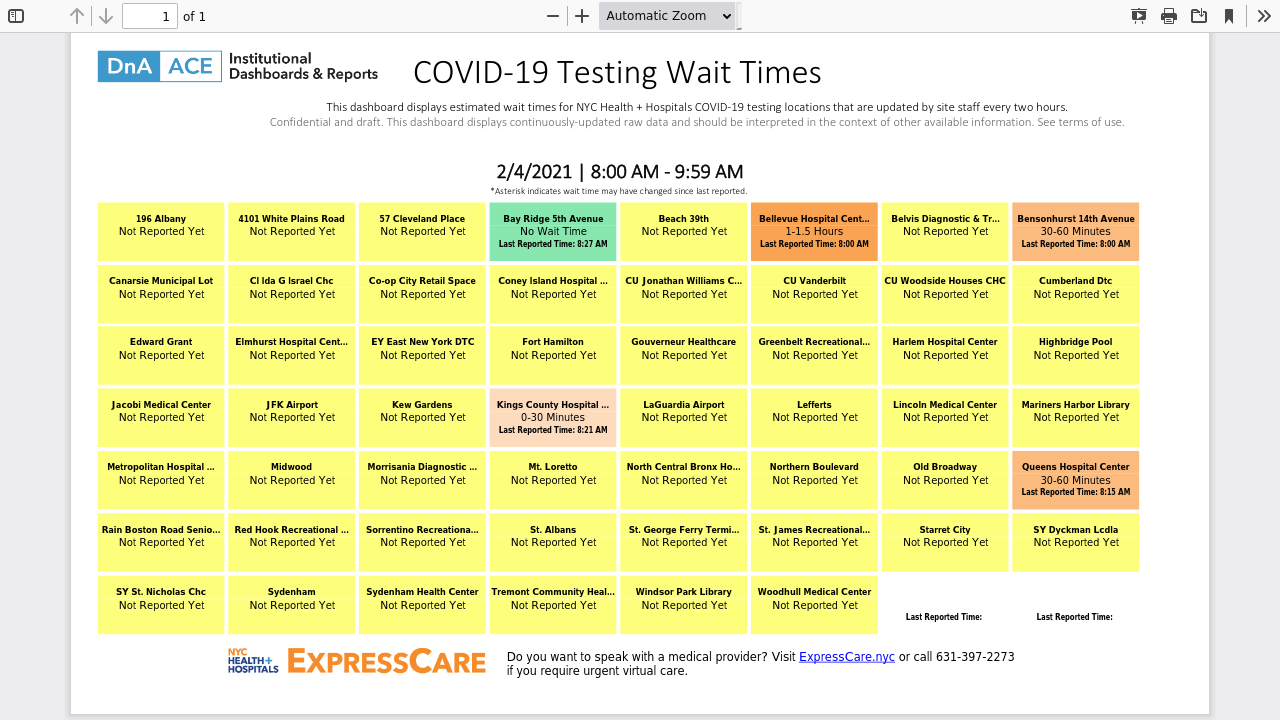 1 of 1 Automatic Zoom
DnA ACE Institutional
Dashboards & Reports
COVID-19 Testing Wait Times
This dashboard displays estimated wait times for NYC Health + Hospitals COVID-19 testing locations that are updated by site staff every two hours.
Confidential and draft. This dashboard displays continuously-updated raw data and should be interpreted in the context of other available information. See terms of use.
2/4/2021 | 8:00 AM - 9:59 AM
*Asterisk indicates wait time may have changed since last reported.
196 Albany
Not Reported Yet
4101 White Plains Road
Not Reported Yet
57 Cleveland Place
Not Reported Yet
Bay Ridge 5th Avenue
No Wait Time
Last Reported Time: 8:27 AM
Beach 39th
Not Reported Yet
Bellevue Hospital Cent...
1-1.5 Hours
Last Reported Time: 8:00 AM
Belvis Diagnostic & Tr...
Not Reported Yet
Bensonhurst 14th Avenue
30-60 Minutes
Last Reported Time: 8:00 AM
Canarsie Municipal Lot
Not Reported Yet
CI Ida G Israel Chc
Not Reported Yet
Co-op City Retail Space
Not Reported Yet
Coney Island Hospital ...
Not Reported Yet
CU Jonathan Williams C...
Not Reported Yet
CU Vanderbilt
Not Reported Yet
CU Woodside Houses CHC
Not Reported Yet
Cumberland Dtc
Not Reported Yet
Edward Grant
Not Reported Yet
Elmhurst Hospital Cent...
Not Reported Yet
EY East New York DTC
Not Reported Yet
Fort Hamilton
Not Reported Yet
Gouverneur Healthcare
Not Reported Yet
Greenbelt Recreational...
Not Reported Yet
Harlem Hospital Center
Not Reported Yet
Highbridge Pool
Not Reported Yet
Jacobi Medical Center
Not Reported Yet
JFK Airport
Not Reported Yet
Kew Gardens
Not Reported Yet
Kings County Hospital ...
0-30 Minutes
Last Reported Time: 8:21 AM
LaGuardia Airport
Not Reported Yet
Lefferts
Not Reported Yet
Lincoln Medical Center
Not Reported Yet
Mariners Harbor Library
Not Reported Yet
Metropolitan Hospital ...
Not Reported Yet
Midwood
Not Reported Yet
Morrisania Diagnostic ...
Not Reported Yet
Mt. Loretto
Not Reported Yet
North Central Bronx Ho...
Not Reported Yet
Northern Boulevard
Not Reported Yet
Old Broadway
Not Reported Yet
Queens Hospital Center
30-60 Minutes
Last Reported Time: 8:15 AM
Rain Boston Road Senio...
Not Reported Yet
Red Hook Recreational ...
Not Reported Yet
Sorrentino Recreationa...
Not Reported Yet
St. Albans
Not Reported Yet
St. George Ferry Termi...
Not Reported Yet
St. James Recreational...
Not Reported Yet
Starret City
Not Reported Yet
SY Dyckman Lcdla
Not Reported Yet
SY St. Nicholas Chc
Not Reported Yet
Sydenham
Not Reported Yet
Sydenham Health Center
Not Reported Yet
Tremont Community Heal...
Not Reported Yet
Windsor Park Library
Not Reported Yet
Woodhull Medical Center
Not Reported Yet
Last Reported Time:
Last Reported Time:
NYC
HEALTH+
HOSPITALS
EXPRESSCARE
Do you want to speak with a medical provider? Visit ExpressCare.nyc or call 631-397-2273
if you require urgent virtual care.